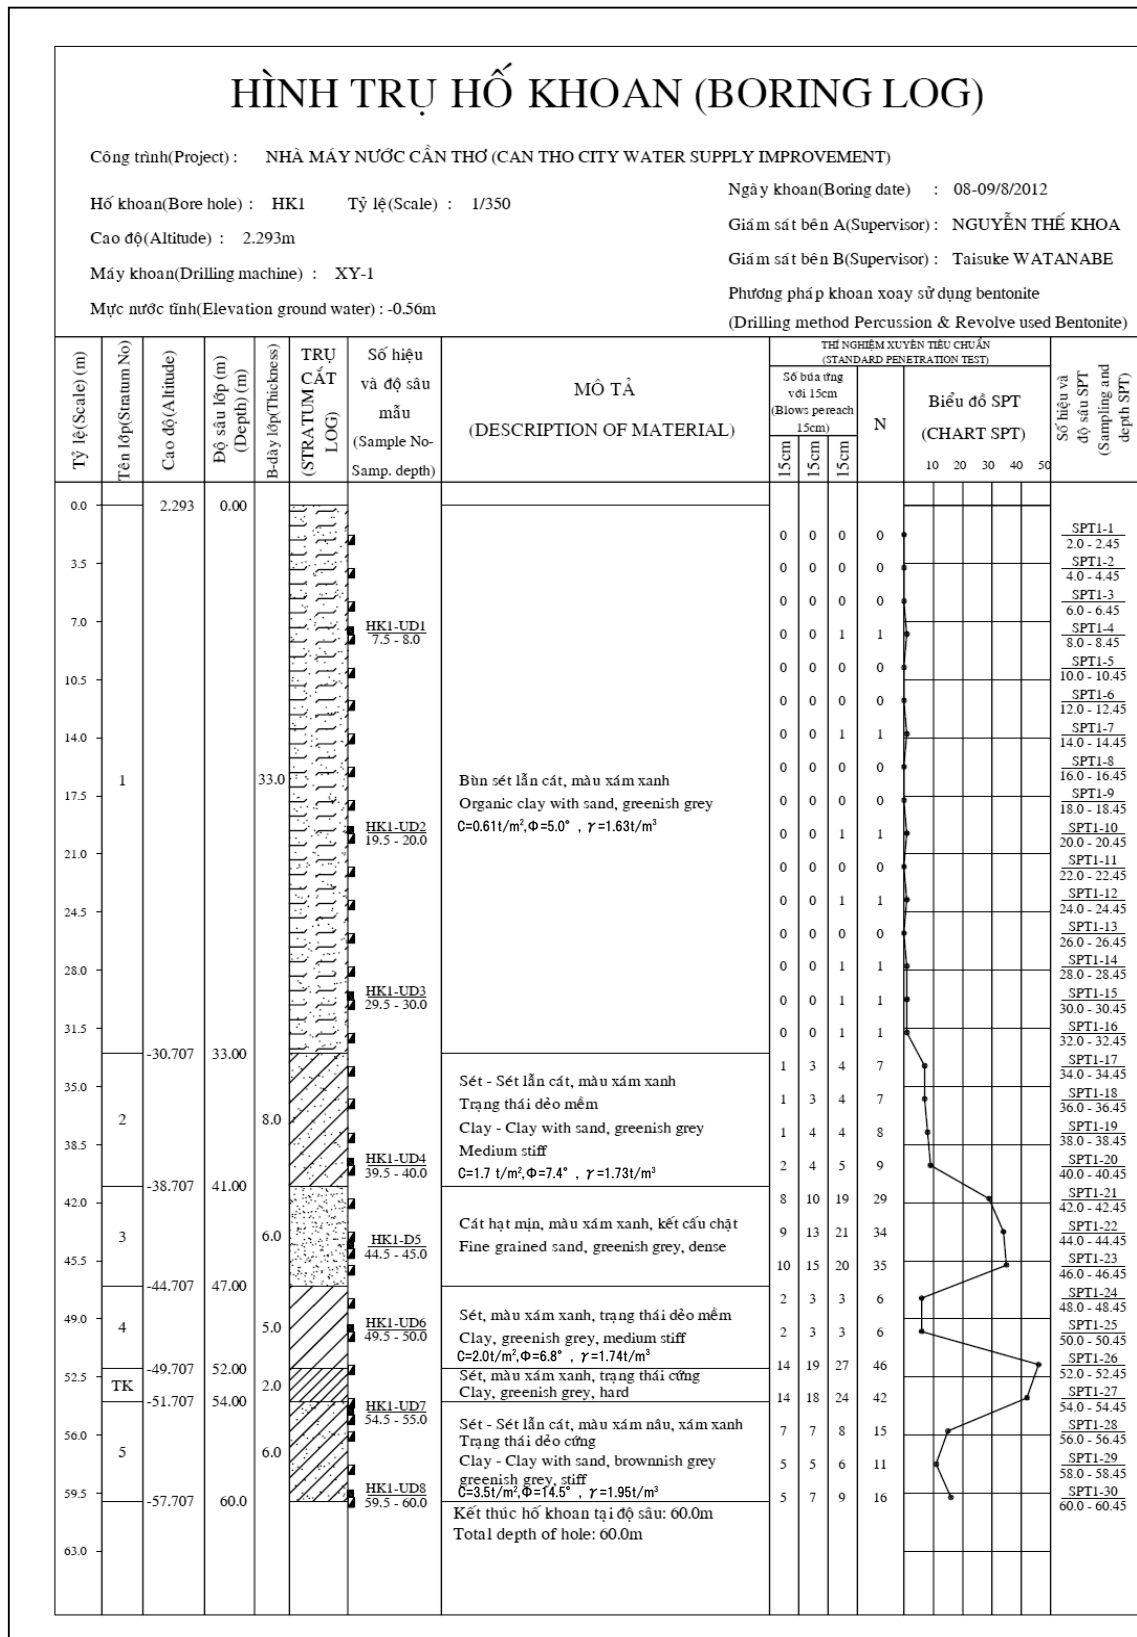 HÌNH TRỤ HỐ KHOAN (BORING LOG)
Công trình(Project) : NHÀ MÁY NƯỚC CẦN THƠ (CAN THO CITY WATER SUPPLY IMPROVEMENT)
Hố khoan(Bore hole) : HK1 Tỷ lệ(Scale) : 1/350
Cao độ(Altitude) : 2.293m
Máy khoan(Drilling machine) : XY-1
Mực nước tĩnh(Elevation ground water) : -0.56m
Ngày khoan(Boring date) : 08-09/8/2012
Giám sát bên A(Supervisor) : NGUYỄN THẾ KHOA
Giám sát bên B(Supervisor) : Taisuke WATANABE
Phương pháp khoan xoay sử dụng bentonite
(Drilling method Percussion & Revolve used Bentonite)
Tỷ lệ(Scale) (m)
Tên lớp(Stratum No)
Cao độ(Altitude)
Độ sâu lớp (m)
(Depth) (m)
B-dày lớp(Thickness)
TRỤ
CẮT
(STRATUM
LOG)
Số hiệu
và độ sâu
mẫu
(Sample No-
Samp. depth)
MÔ TẢ
(DESCRIPTION OF MATERIAL)
THÍ NGHIỆM XUYÊN TIÊU CHUẨN
(STANDARD PENETRATION TEST)
Số búa ứng
với 15cm
(Blows pereach
15cm)
15cm
15cm
15cm
N
Biểu đồ SPT
(CHART SPT)
10 20 30 40 50
Số hiệu và
độ sâu SPT
(Sampling and
depth SPT)
0.0
3.5
7.0
10.5
14.0
17.5
21.0
24.5
28.0
31.5
35.0
38.5
42.0
45.5
49.0
52.5
56.0
59.5
63.0
1
2
3
4
TK
5
2.293
-30.707
-38.707
-44.707
-49.707
-51.707
-57.707
0.00
33.00
41.00
47.00
52.00
54.00
60.0
33.0
8.0
6.0
5.0
2.0
6.0
HK1-UD1
7.5 - 8.0
HK1-UD2
19.5 - 20.0
HK1-UD3
29.5 - 30.0
HK1-UD4
39.5 - 40.0
HK1-D5
44.5 - 45.0
HK1-UD6
49.5 - 50.0
HK1-UD7
54.5 - 55.0
HK1-UD8
59.5 - 60.0
Bùn sét lẫn cát, màu xám xanh
Organic clay with sand, greenish grey
C=0.61t/m², Φ=5.0° , γ=1.63t/m³
Sét - Sét lẫn cát, màu xám xanh
Trạng thái dẻo mềm
Clay - Clay with sand, greenish grey
Medium stiff
C=1.7 t/m², Φ=7.4° , γ=1.73t/m³
Cát hạt mịn, màu xám xanh, kết cấu chặt
Fine grained sand, greenish grey, dense
Sét, màu xám xanh, trạng thái dẻo mềm
Clay, greenish grey, medium stiff
C=2.0t/m², Φ=6.8° , γ=1.74t/m³
Sét, màu xám xanh, trạng thái cứng
Clay, greenish grey, hard
Sét - Sét lẫn cát, màu xám nâu, xám xanh
Trạng thái dẻo cứng
Clay - Clay with sand, brownnish grey
greenish grey, stiff
C=3.5t/m², Φ=14.5° , γ=1.95t/m³
Kết thúc hố khoan tại độ sâu: 60.0m
Total depth of hole: 60.0m
0 0 0 0
0 0 0 0
0 0 0 0
0 0 1 1
0 0 0 0
0 0 0 0
0 0 1 1
0 0 0 0
0 0 0 0
0 0 1 1
0 0 0 0
0 0 1 1
0 0 0 0
0 0 1 1
0 0 1 1
0 0 1 1
1 3 4 7
1 3 4 7
1 4 4 8
2 4 5 9
8 10 19 29
9 13 21 34
10 15 20 35
2 3 3 6
2 3 3 6
14 19 27 46
14 18 24 42
7 7 8 15
5 5 6 11
5 7 9 16
SPT1-1
2.0 - 2.45
SPT1-2
4.0 - 4.45
SPT1-3
6.0 - 6.45
SPT1-4
8.0 - 8.45
SPT1-5
10.0 - 10.45
SPT1-6
12.0 - 12.45
SPT1-7
14.0 - 14.45
SPT1-8
16.0 - 16.45
SPT1-9
18.0 - 18.45
SPT1-10
20.0 - 20.45
SPT1-11
22.0 - 22.45
SPT1-12
24.0 - 24.45
SPT1-13
26.0 - 26.45
SPT1-14
28.0 - 28.45
SPT1-15
30.0 - 30.45
SPT1-16
32.0 - 32.45
SPT1-17
34.0 - 34.45
SPT1-18
36.0 - 36.45
SPT1-19
38.0 - 38.45
SPT1-20
40.0 - 40.45
SPT1-21
42.0 - 42.45
SPT1-22
44.0 - 44.45
SPT1-23
46.0 - 46.45
SPT1-24
48.0 - 48.45
SPT1-25
50.0 - 50.45
SPT1-26
52.0 - 52.45
SPT1-27
54.0 - 54.45
SPT1-28
56.0 - 56.45
SPT1-29
58.0 - 58.45
SPT1-30
60.0 - 60.45